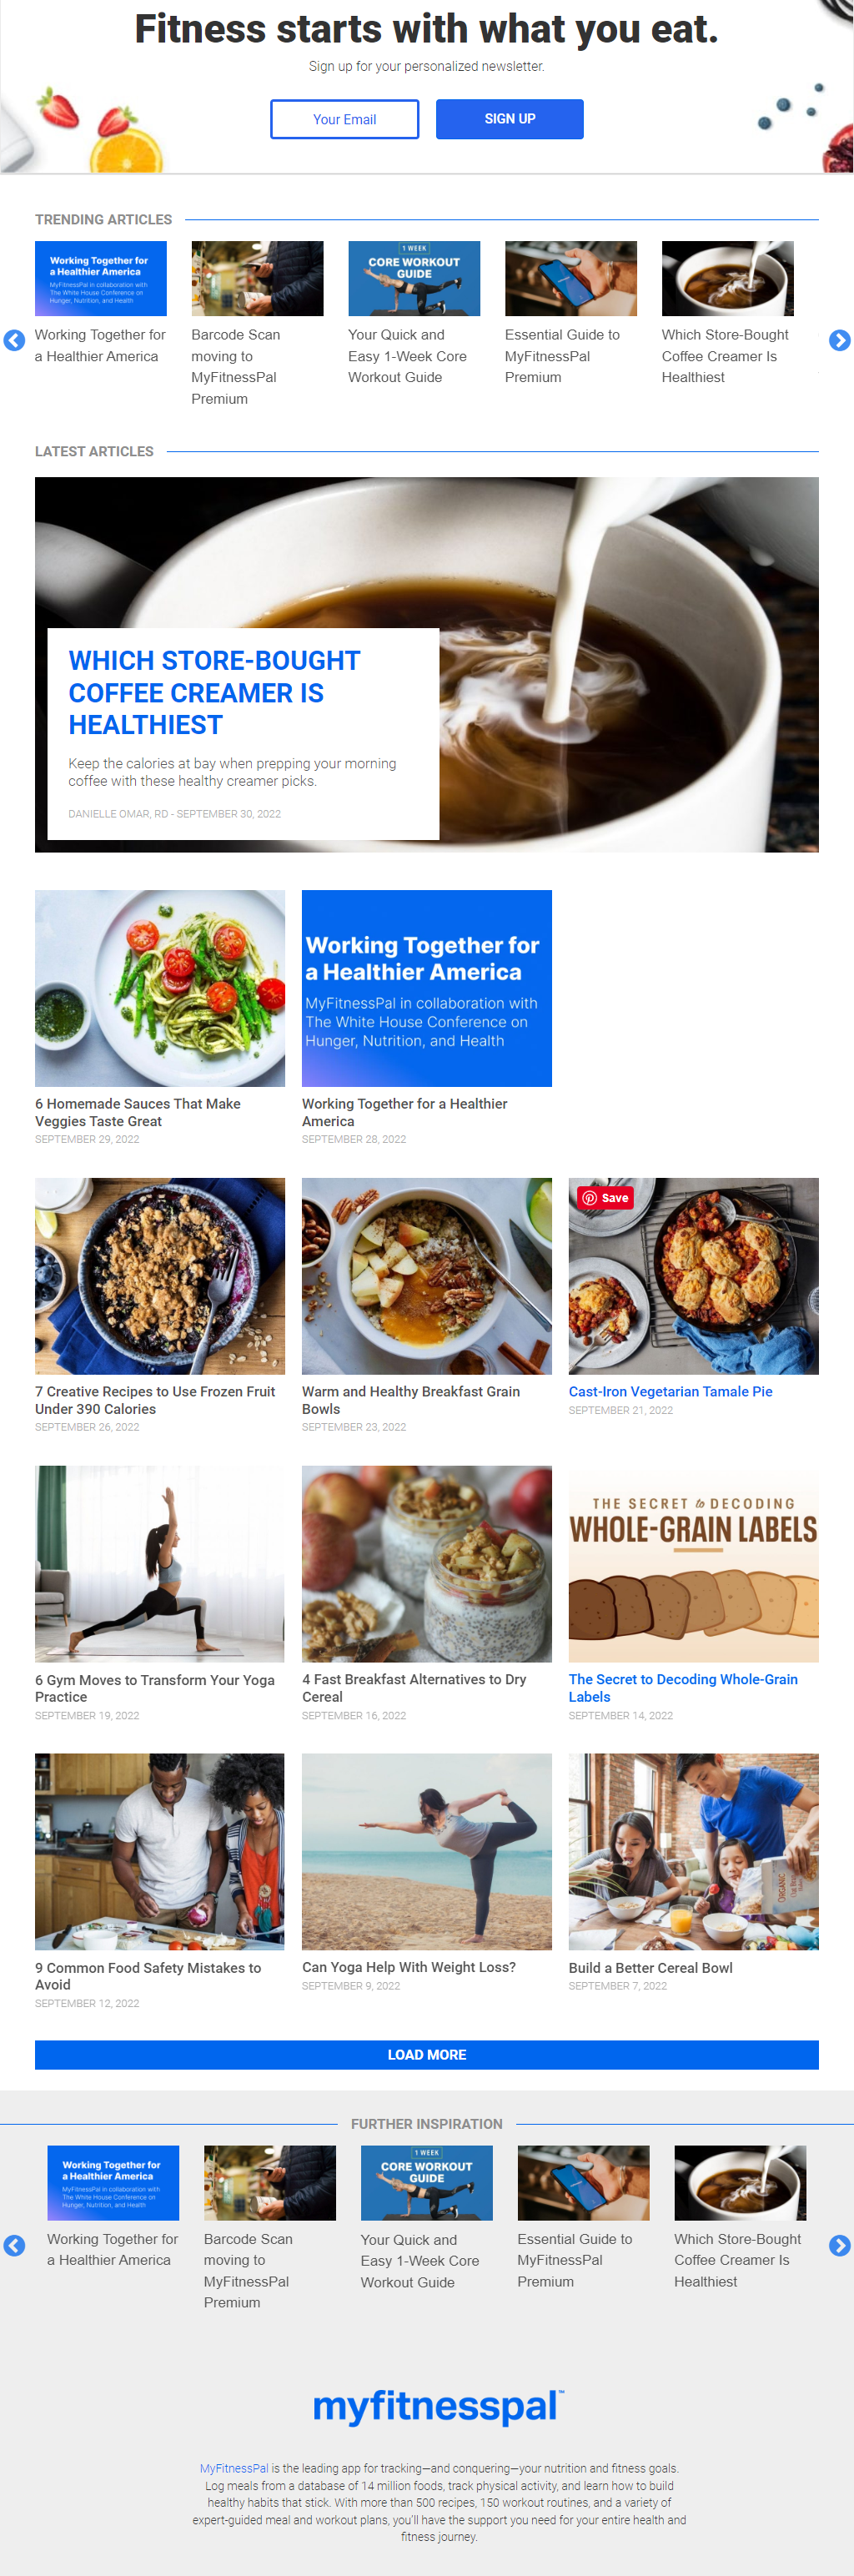 Fitness starts with what you eat.
Sign up for your personalized newsletter.
Your Email
SIGN UP
TRENDING ARTICLES
Working Together for
a Healthier America
MyFitnessPal in collaboration with
The White House Conference on
Hunger, Nutrition, and Health
1 WEEK
CORE WORKOUT
GUIDE
Working Together for
a Healthier America
Barcode Scan
moving to
MyFitnessPal
Premium
Your Quick and
Easy 1-Week Core
Workout Guide
Essential Guide to
MyFitnessPal
Premium
Which Store-Bought
Coffee Creamer Is
Healthiest
LATEST ARTICLES
WHICH STORE-BOUGHT
COFFEE CREAMER IS
HEALTHIEST
Keep the calories at bay when prepping your morning
coffee with these healthy creamer picks.
DANIELLE OMAR, RD - SEPTEMBER 30, 2022
Working Together for
a Healthier America
MyFitnessPal in collaboration with
The White House Conference on
Hunger, Nutrition, and Health
6 Homemade Sauces That Make
Veggies Taste Great
SEPTEMBER 29, 2022
Working Together for a Healthier
America
SEPTEMBER 28, 2022
Save
7 Creative Recipes to Use Frozen Fruit
Under 390 Calories
SEPTEMBER 26, 2022
Warm and Healthy Breakfast Grain
Bowls
SEPTEMBER 23, 2022
Cast-Iron Vegetarian Tamale Pie
SEPTEMBER 21, 2022
THE SECRET to DECODING
WHOLE-GRAIN LABELS
6 Gym Moves to Transform Your Yoga
Practice
SEPTEMBER 19, 2022
4 Fast Breakfast Alternatives to Dry
Cereal
SEPTEMBER 16, 2022
The Secret to Decoding Whole-Grain
Labels
SEPTEMBER 14, 2022
ORGANIC
9 Common Food Safety Mistakes to
Avoid
SEPTEMBER 12, 2022
Can Yoga Help With Weight Loss?
SEPTEMBER 9, 2022
Build a Better Cereal Bowl
SEPTEMBER 7, 2022
LOAD MORE
FURTHER INSPIRATION
Working Together for
a Healthier America
MyFitnessPal in collaboration with
The White House Conference on
Hunger, Nutrition, and Health
1 WEEK
CORE WORKOUT
GUIDE
Working Together for
a Healthier America
Barcode Scan
moving to
MyFitnessPal
Premium
Your Quick and
Easy 1-Week Core
Workout Guide
Essential Guide to
MyFitnessPal
Premium
Which Store-Bought
Coffee Creamer Is
Healthiest
myfitnesspal™
MyFitnessPal is the leading app for tracking—and conquering—your nutrition and fitness goals.
Log meals from a database of 14 million foods, track physical activity, and learn how to build
healthy habits that stick. With more than 500 recipes, 150 workout routines, and a variety of
expert-guided meal and workout plans, you'll have the support you need for your entire health and
fitness journey.